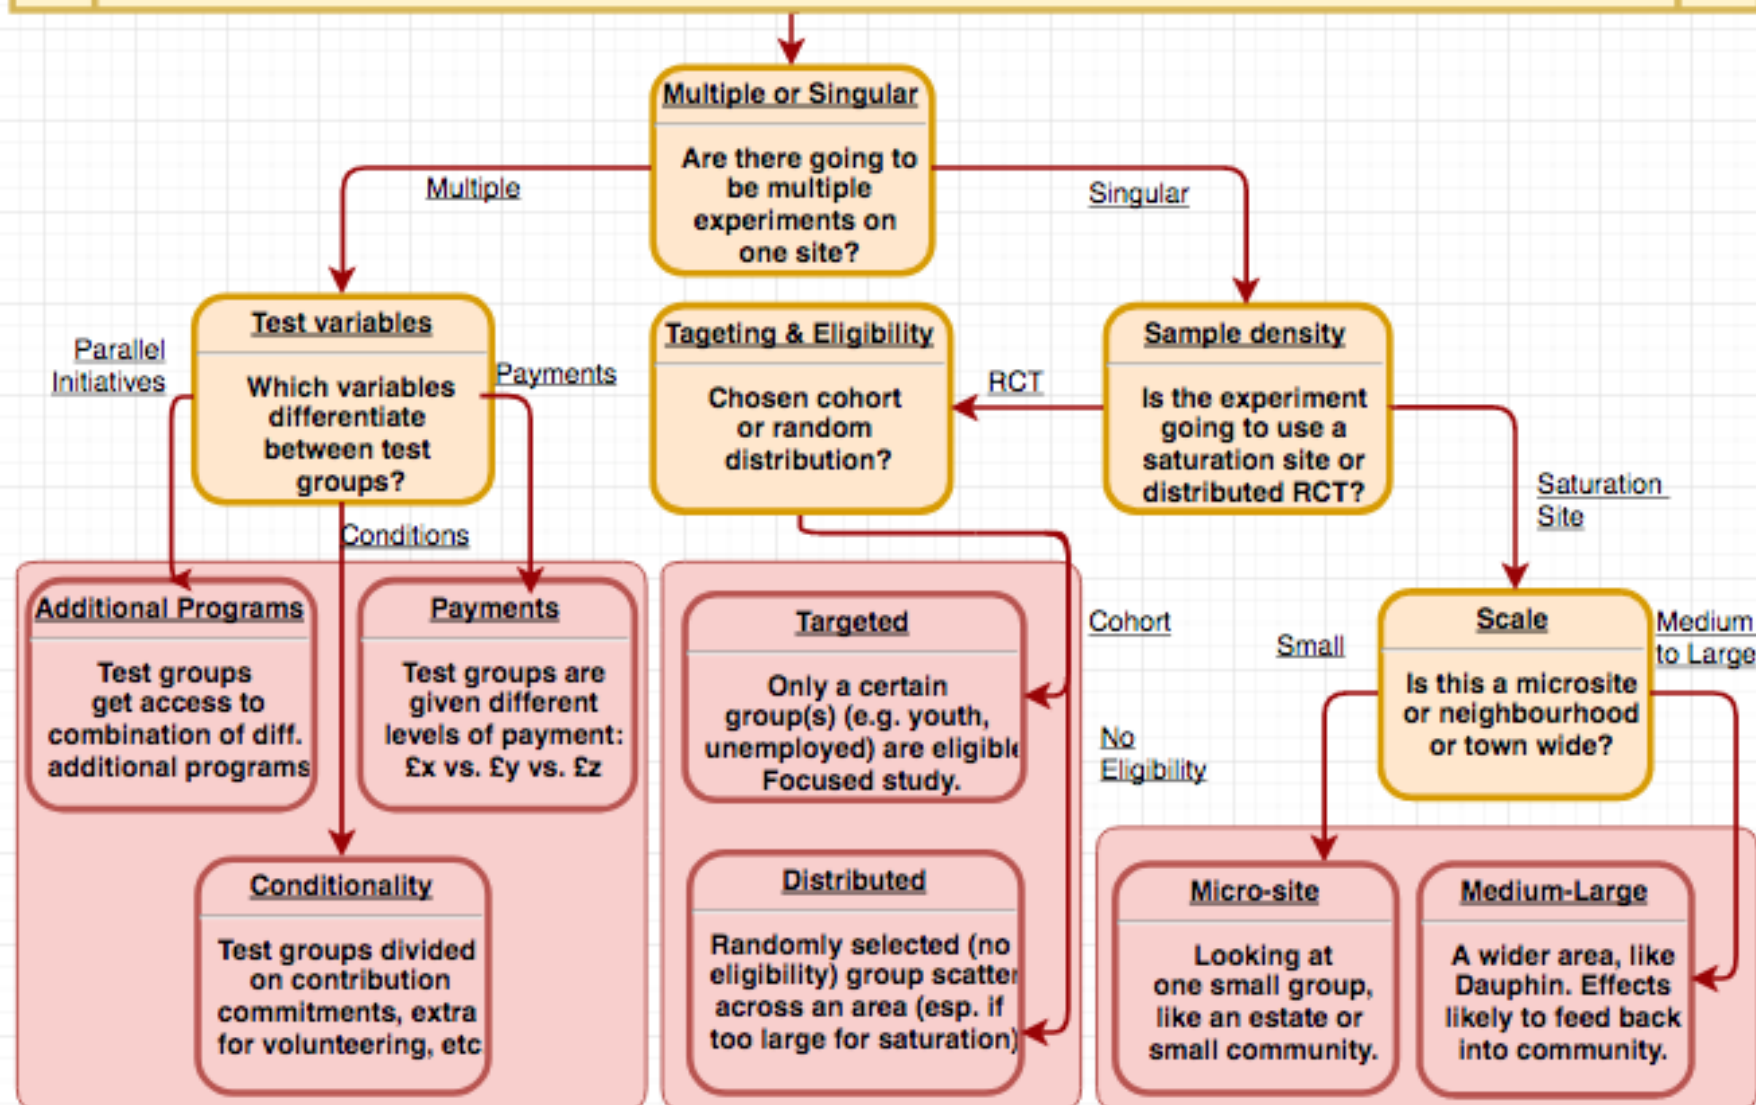 Multiple or Singular
Are there going to
be multiple
experiments on
one site?
Multiple
Singular
Test variables
Which variables
differentiate
between test
groups?
Parallel
Initiatives
Payments
Conditions
Tageting & Eligibility
Chosen cohort
or random
distribution?
RCT
Sample density
Is the experiment
going to use a
saturation site or
distributed RCT?
Saturation
Site
Additional Programs
Test groups
get access to
combination of diff.
additional programs
Payments
Test groups are
given different
levels of payment:
£x vs. £y vs. £z
Conditionality
Test groups divided
on contribution
commitments, extra
for volunteering, etc
Targeted
Only a certain
group(s) (e.g. youth,
unemployed) are eligible
Focused study.
Cohort
No
Eligibility
Distributed
Randomly selected (no
eligibility) group scatter
across an area (esp. if
too large for saturation)
Small
Scale
Is this a microsite
or neighbourhood
or town wide?
Medium
to Large
Micro-site
Looking at
one small group,
like an estate or
small community.
Medium-Large
A wider area, like
Dauphin. Effects
likely to feed back
into community.